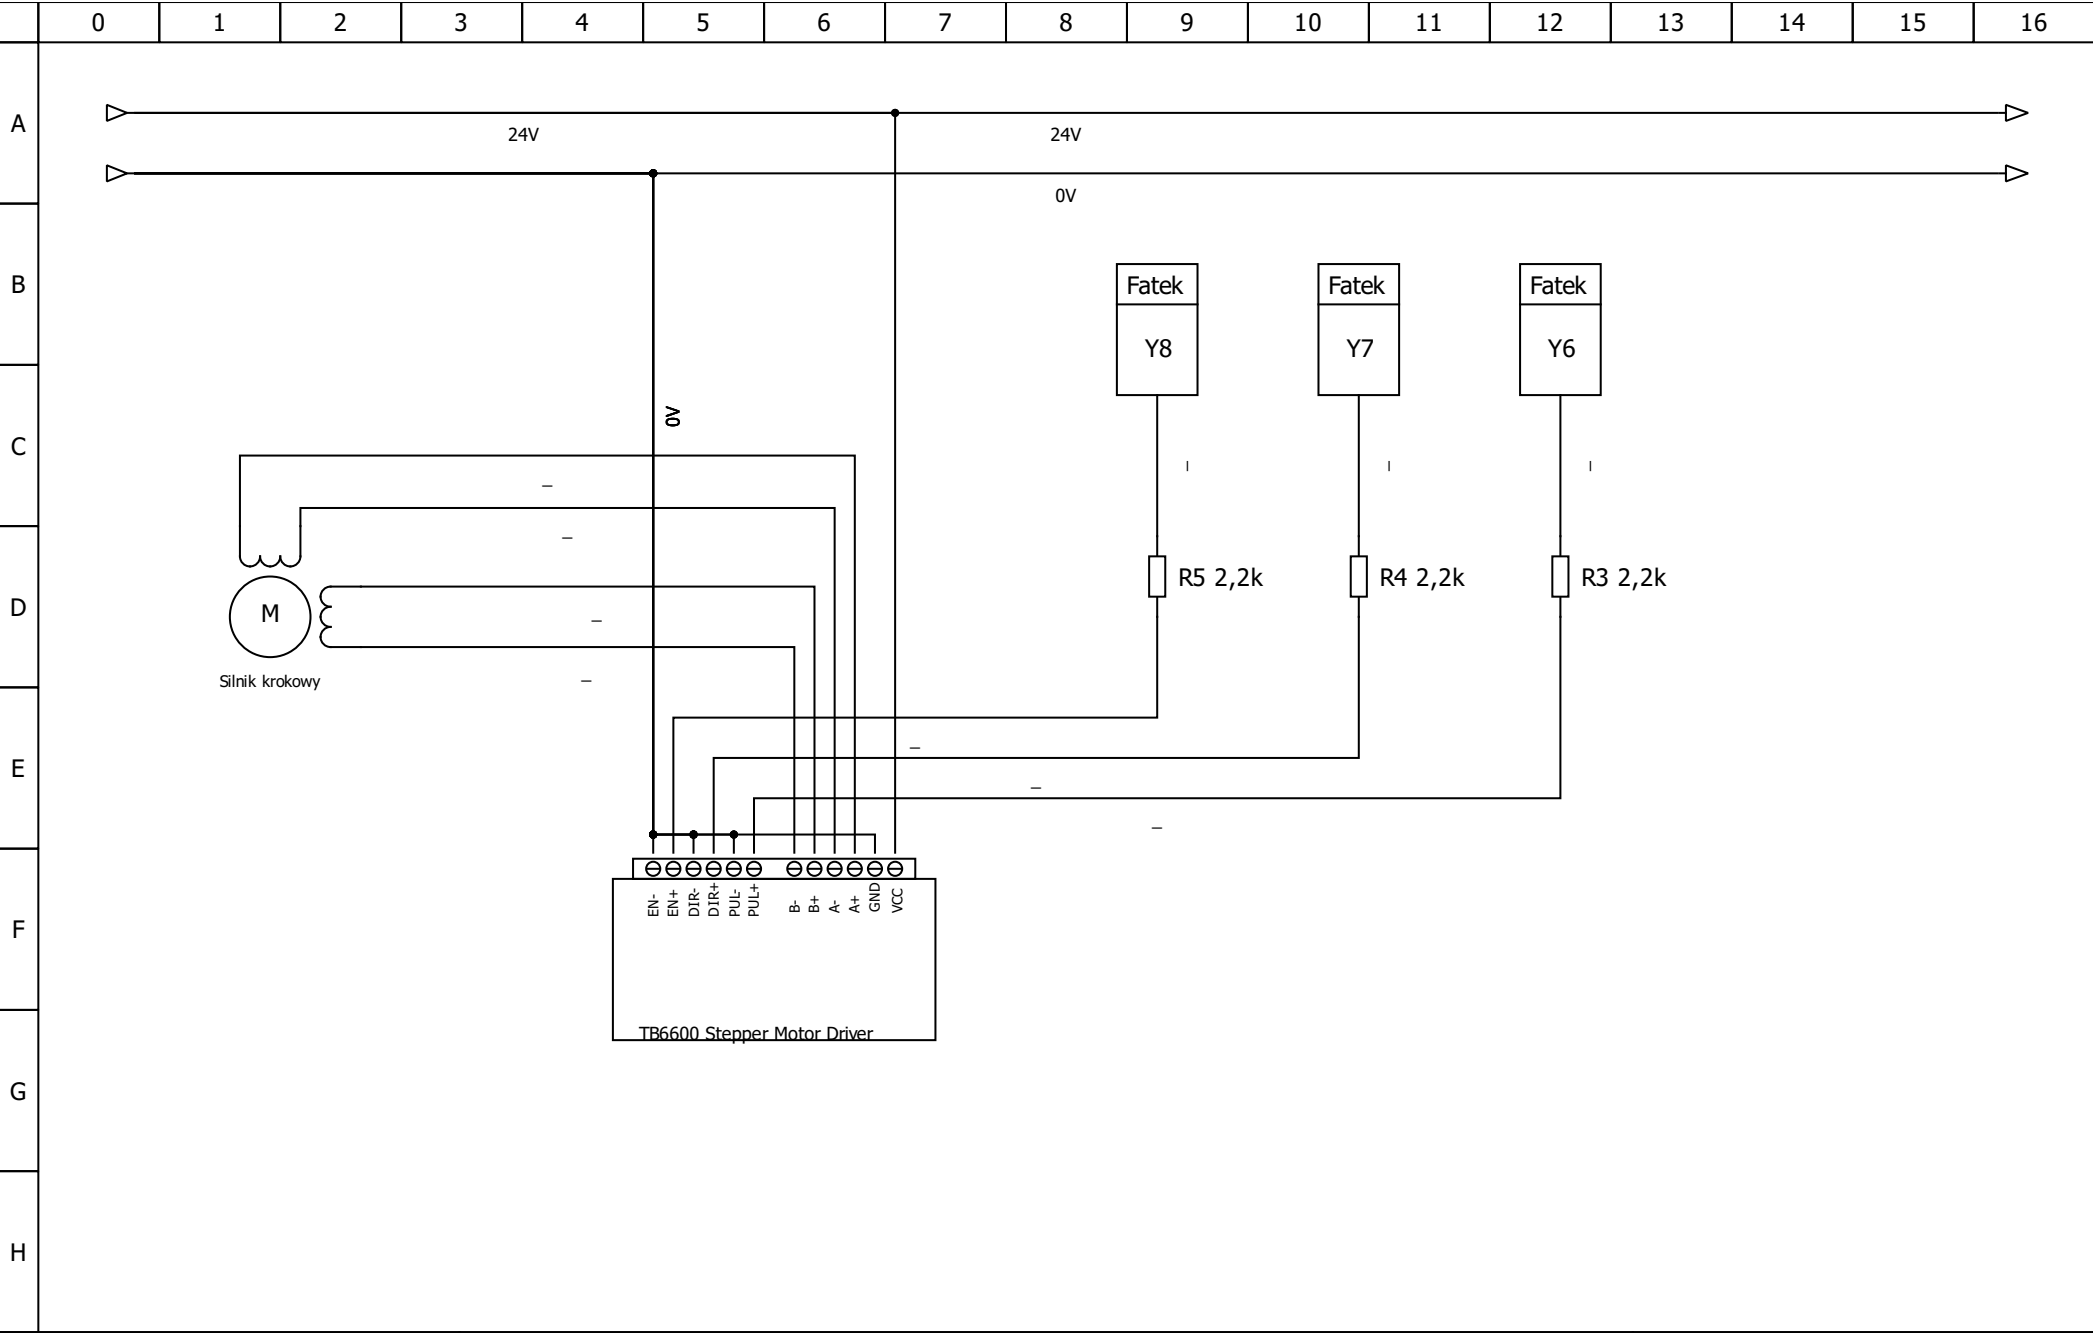 0 1 2 3 4 5 6 7 8 9 10 11 12 13 14 15 16
A
24V 24V
0V
B
Fatek Fatek Fatek
Y8 Y7 Y6
0V
C
R5 2,2k R4 2,2k R3 2,2k
D
M
Silnik krokowy
E
EN- EN+ DIR- DIR+ PUL- PUL+ B- B+ A- A+ GND VCC
F
TB6600 Stepper Motor Driver
G
H